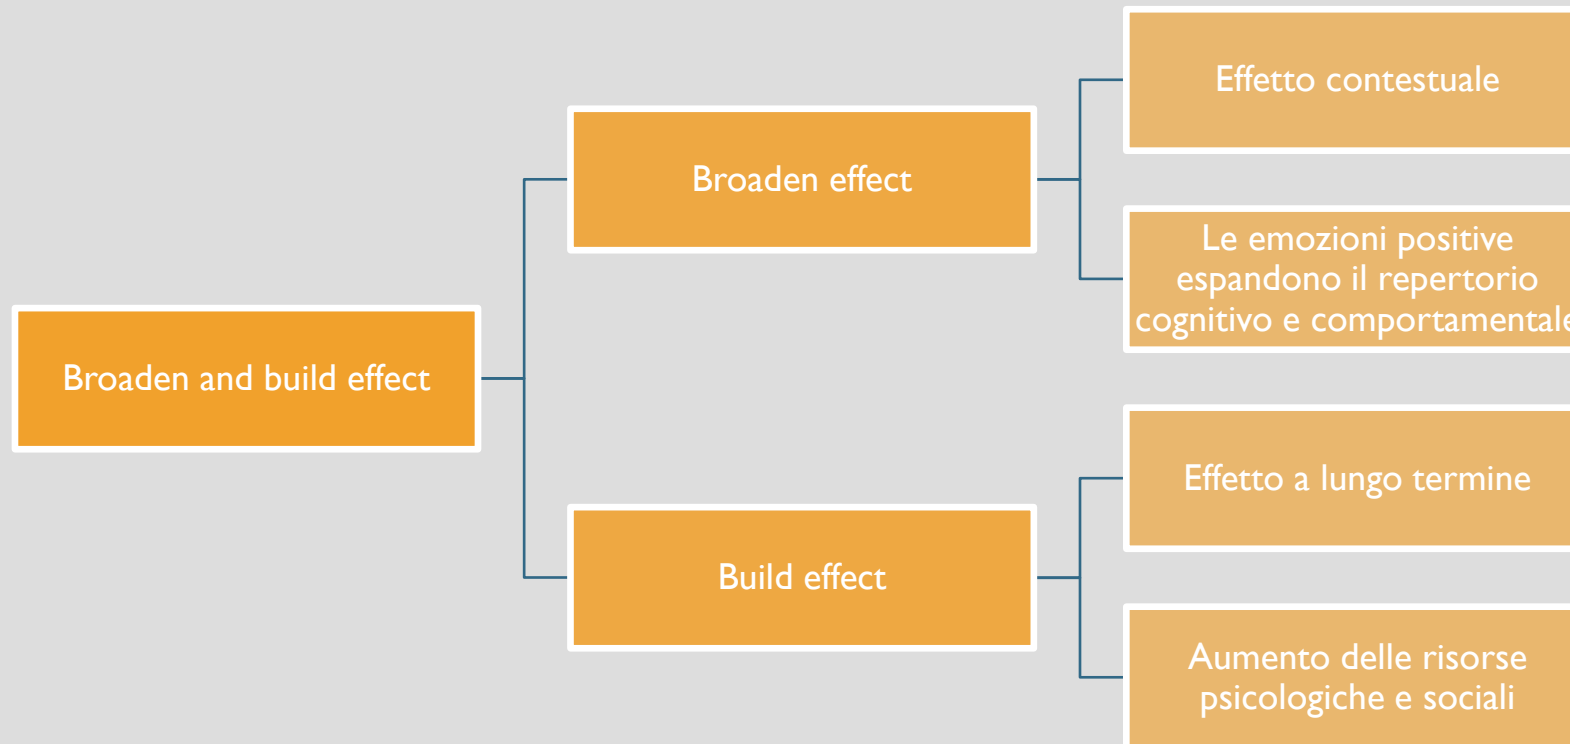 Broaden and build effect
Broaden effect
Effetto contestuale
Le emozioni positive
espandono il repertorio
cognitivo e comportamentale
Build effect
Effetto a lungo termine
Aumento delle risorse
psicologiche e sociali